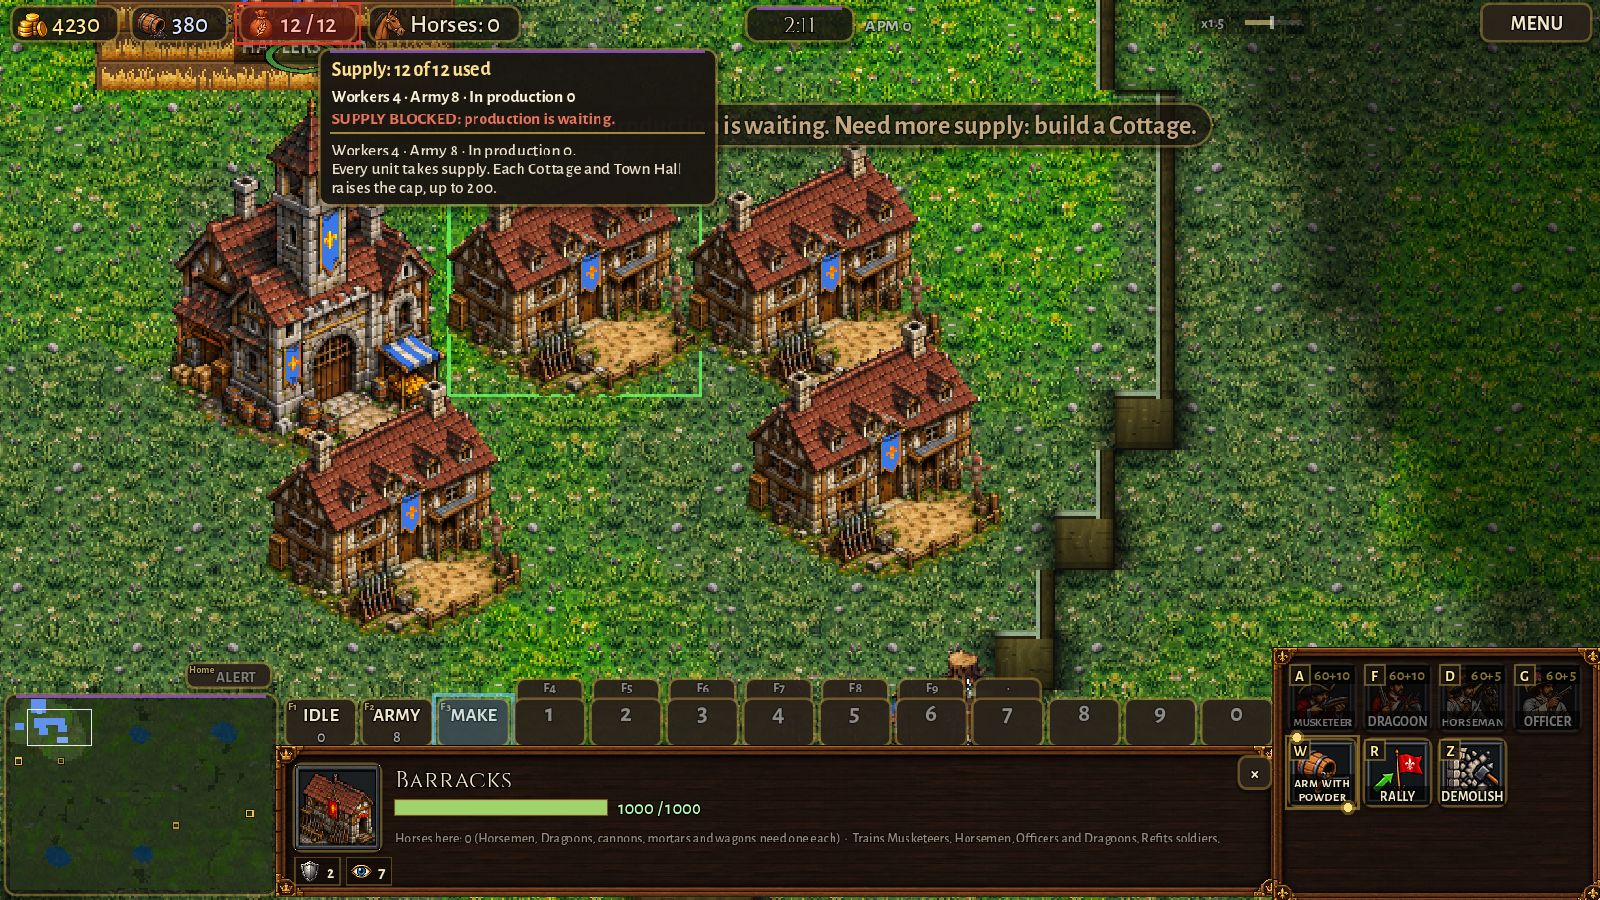 4230
380
12 / 12
Horses: 0
2:11
APM 0
x1.5
MENU
Supply: 12 of 12 used
Workers 4 · Army 8 · In production 0
SUPPLY BLOCKED: production is waiting.
Workers 4 · Army 8 · In production 0.
Every unit takes supply. Each Cottage and Town Hall
raises the cap, up to 200.
is waiting. Need more supply: build a Cottage.
Home
ALERT
F1 IDLE
0
F2 ARMY
8
F3 MAKE
F4
1
F5
2
F6
3
F7
4
F8
5
F9
6
7
8
9
0
BARRACKS
1000 / 1000
Horses here: 0 (Horsemen, Dragoons, cannons, mortars and wagons need one each) · Trains Musketeers, Horsemen, Officers and Dragoons, Refits soldiers.
2
7
×
A 60+10
MUSKETEER
F 60+10
DRAGOON
D 60+5
HORSEMAN
G 60+5
OFFICER
W
ARM WITH
POWDER
R
RALLY
Z
DEMOLISH